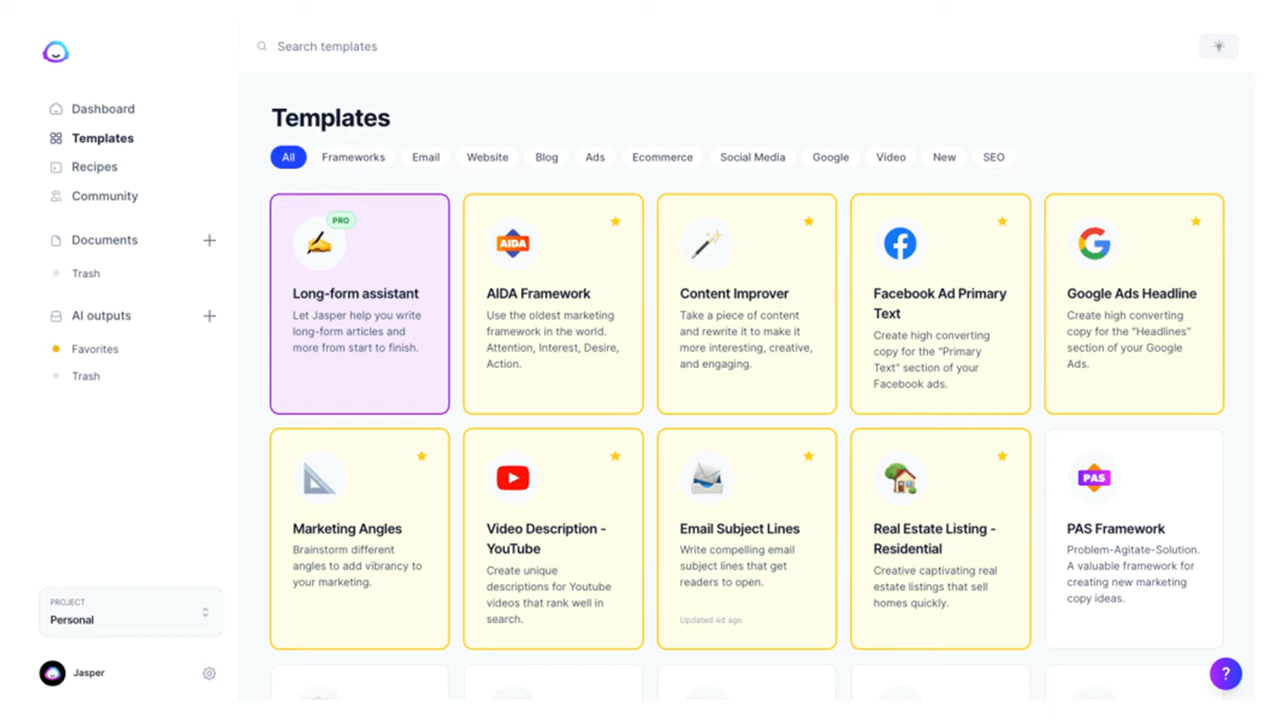 Search templates
Dashboard
Templates
Recipes
Community
Documents
Trash
AI outputs
Favorites
Trash
PROJECT
Personal
Jasper
Templates
All Frameworks Email Website Blog Ads Ecommerce Social Media Google Video New SEO
PRO
Long-form assistant
Let Jasper help you write
long-form articles and
more from start to finish.
AIDA
AIDA Framework
Use the oldest marketing
framework in the world.
Attention, Interest, Desire,
Action.
Content Improver
Take a piece of content
and rewrite it to make it
more interesting, creative,
and engaging.
Facebook Ad Primary
Text
Create high converting
copy for the "Primary
Text" section of your
Facebook ads.
Google Ads Headline
Create high converting
copy for the "Headlines"
section of your Google
Ads.
Marketing Angles
Brainstorm different
angles to add vibrancy to
your marketing.
Video Description -
YouTube
Create unique
descriptions for Youtube
videos that rank well in
search.
Email Subject Lines
Write compelling email
subject lines that get
readers to open.
Updated 4d ago
Real Estate Listing -
Residential
Creative captivating real
estate listings that sell
homes quickly.
PAS
PAS Framework
Problem-Agitate-Solution.
A valuable framework for
creating new marketing
copy ideas.
?